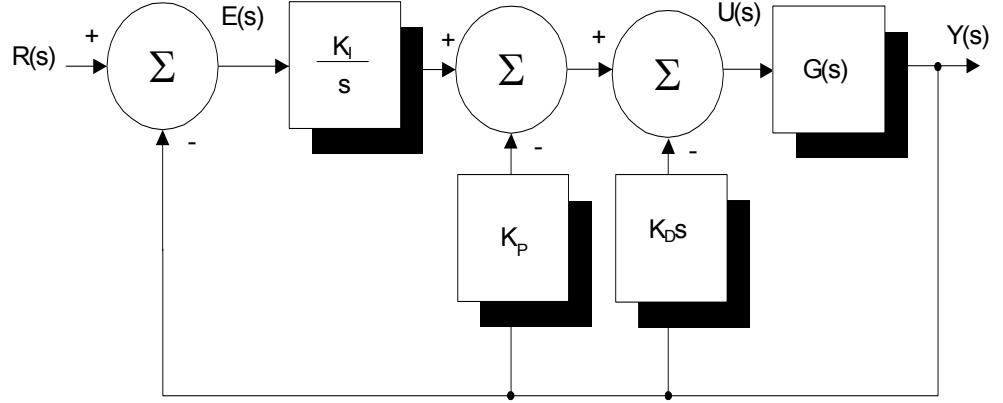 R(s)
+
-
Σ
E(s)
K_I
s
+
-
Σ
+
-
Σ
U(s)
G(s)
Y(s)
K_P
K_Ds